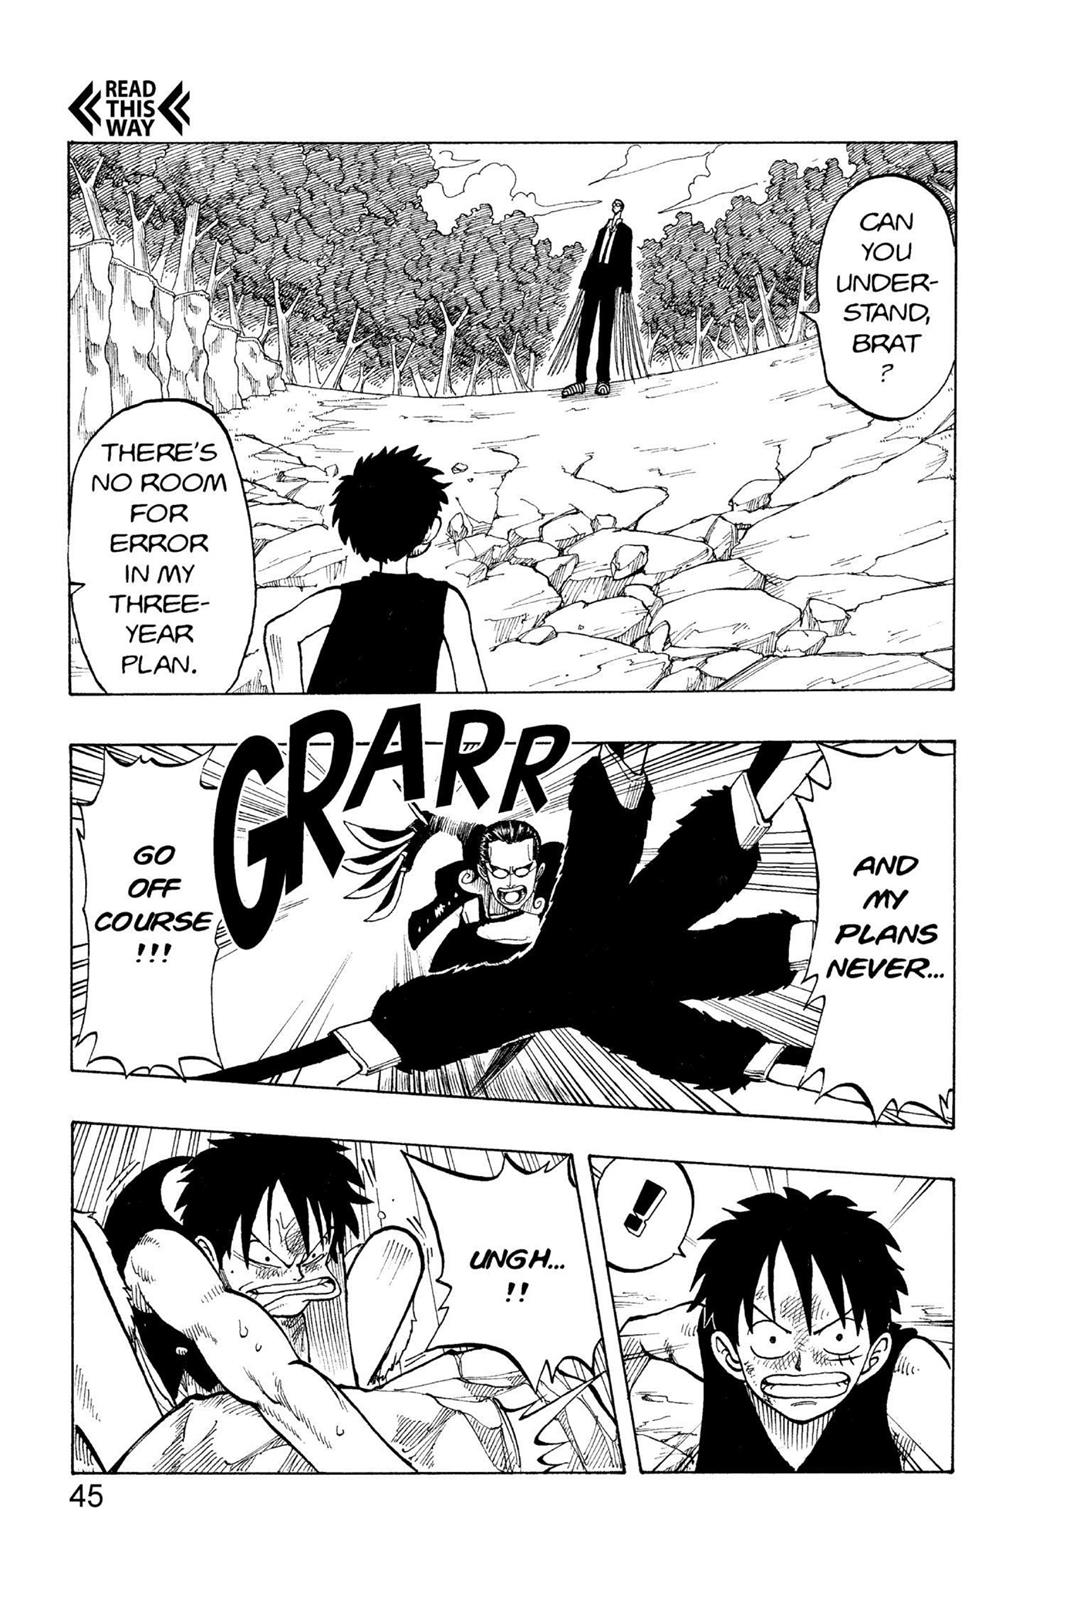 READ
THIS
WAY
CAN
YOU
UNDER-
STAND,
BRAT
?
THERE'S
NO ROOM
FOR
ERROR
IN MY
THREE-
YEAR
PLAN.
GRARR
AND
MY
PLANS
NEVER...
GO
OFF
COURSE
!!!
!
UNGH...
!!
45